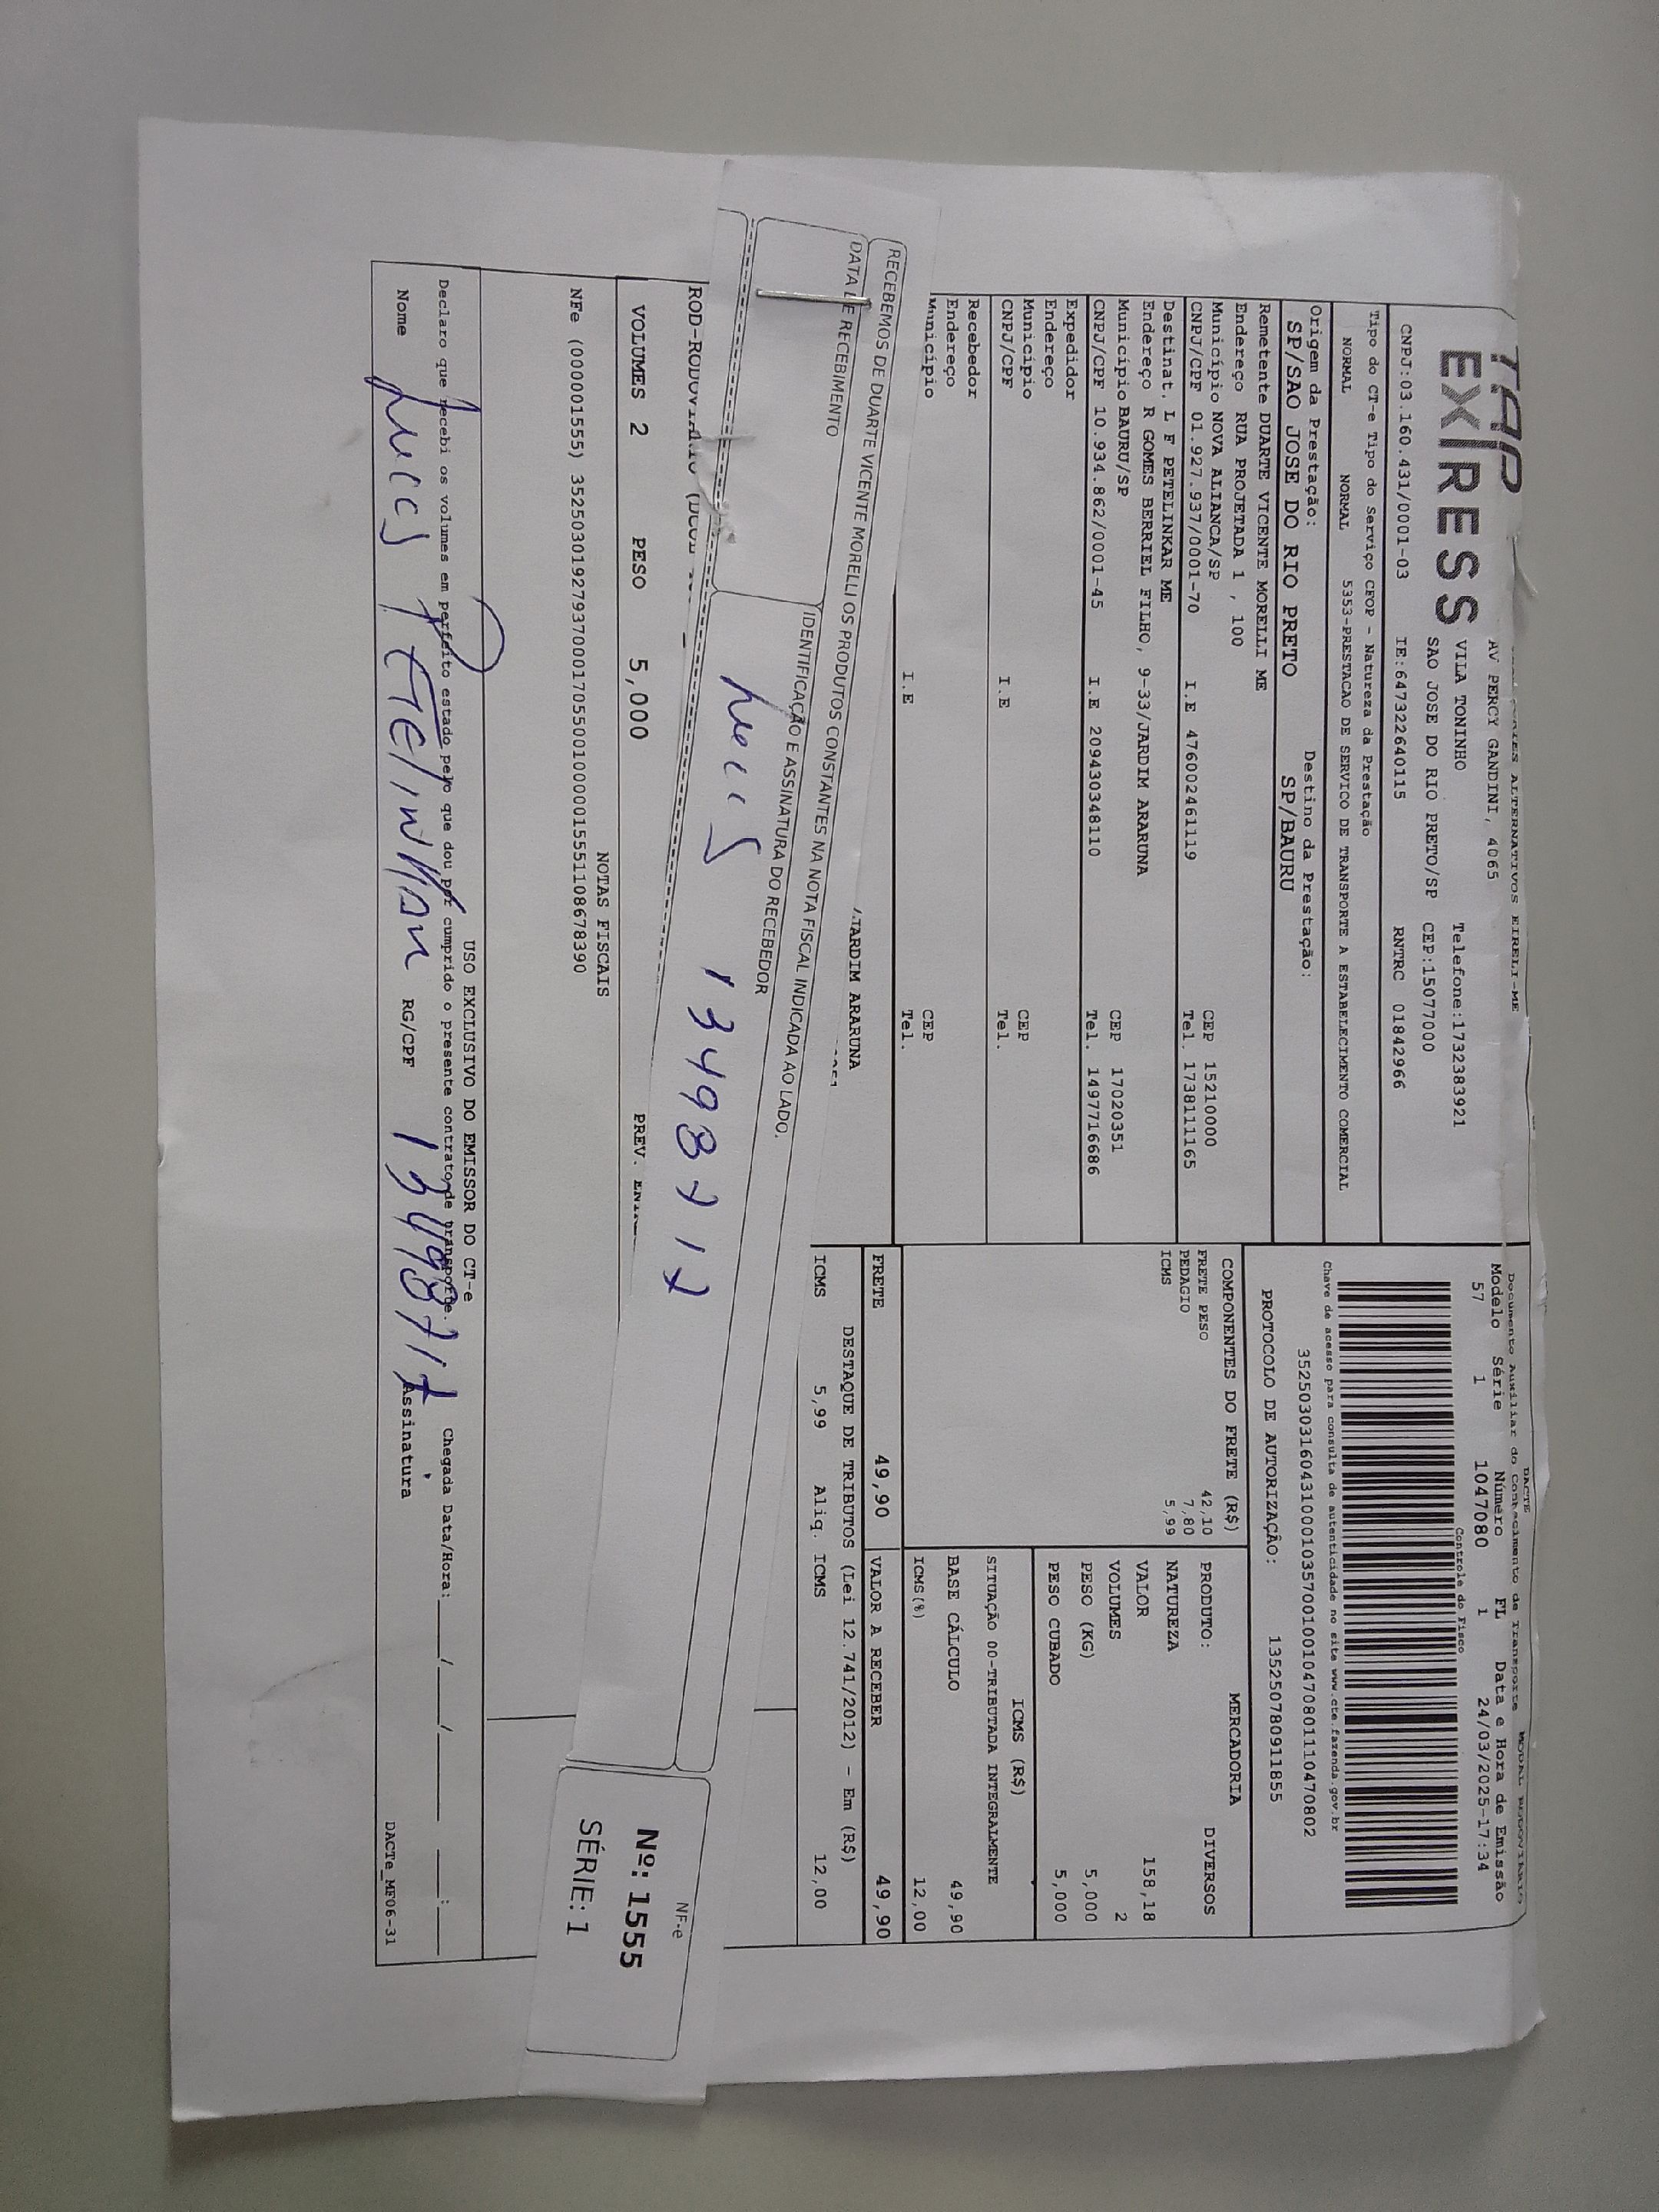 TAP
EXPRESS
AV PERCY GANDINI, 4065
VILA TONINHO Telefone:1732383921
SAO JOSE DO RIO PRETO/SP CEP:15077000
CNPJ:03.160.431/0001-03 IE:647322640115 RNTRC 01842966
Tipo do CT-e Tipo do Serviço CFOP - Natureza da Prestação
NORMAL NORMAL 5353-PRESTACAO DE SERVICO DE TRANSPORTE A ESTABELECIMENTO COMERCIAL
Origem da Prestação: Destino da Prestação:
SP/SAO JOSE DO RIO PRETO SP/BAURU
Remetente DUARTE VICENTE MORELLI ME
Endereço RUA PROJETADA 1 , 100
Município NOVA ALIANCA/SP CEP 15210000
CNPJ/CPF 01.927.937/0001-70 I.E 476002461119 Tel. 1738111165
Destinat. L F PETELINKAR ME
Endereço R GOMES BERRIEL FILHO, 9-33/JARDIM ARARUNA
Município BAURU/SP CEP 17020351
CNPJ/CPF 10.934.862/0001-45 I.E 209430348110 Tel. 14977716686
Expedidor
Endereço
Município CEP
CNPJ/CPF I.E Tel.
Recebedor
Endereço
Município CEP
I.E Tel.
/JARDIM ARARUNA
DACTE
Documento Auxiliar do Conhecimento de Transporte MODAL RODOVIÁRIO
Modelo Série Número FL Data e Hora de Emissão
57 1 1047080 1 24/03/2025-17:34
Controle do Fisco
Chave de acesso para consulta de autenticidade no site www.cte.fazenda.gov.br
35250303160431000103570010010470801110470802
PROTOCOLO DE AUTORIZAÇÃO: 135250780911855
COMPONENTES DO FRETE (R$)
FRETE PESO 42,10
PEDAGIO 7,80
ICMS 5,99
MERCADORIA
PRODUTO: DIVERSOS
NATUREZA
VALOR 158,18
VOLUMES 2
PESO (KG) 5,000
PESO CUBADO 5,000
ICMS (R$)
SITUAÇÃO 00-TRIBUTADA INTEGRALMENTE
BASE CÁLCULO 49,90
ICMS(%) 12,00
FRETE 49,90 VALOR A RECEBER 49,90
DESTAQUE DE TRIBUTOS (Lei 12.741/2012) - Em (R$)
ICMS 5,99 Aliq. ICMS 12,00
RECEBEMOS DE DUARTE VICENTE MORELLI OS PRODUTOS CONSTANTES NA NOTA FISCAL INDICADA AO LADO.
DATA DE RECEBIMENTO IDENTIFICAÇÃO E ASSINATURA DO RECEBEDOR
Lucas 13498717
NF-e
Nº: 1555
SÉRIE: 1
VOLUMES 2 PESO 5,000 PREV.
NOTAS FISCAIS
NFe (000001555) 35250301927937000170550010000015551108678390
USO EXCLUSIVO DO EMISSOR DO CT-e
Declaro que recebi os volumes em perfeito estado pelo que dou por cumprido o presente contrato de transporte. Chegada Data/Hora: ___/___/_____ ___:___
Nome Lucas RG/CPF 13498717 Assinatura
DACTe_MF06-31